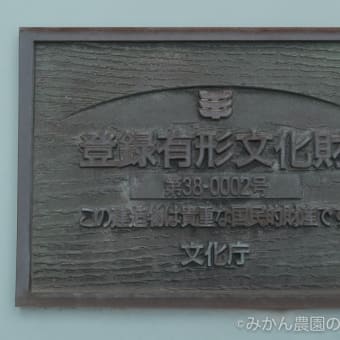 登録有形文化財
第38-0002号
この建造物は貴重な国民的財産です
文化庁
©みかん農園の